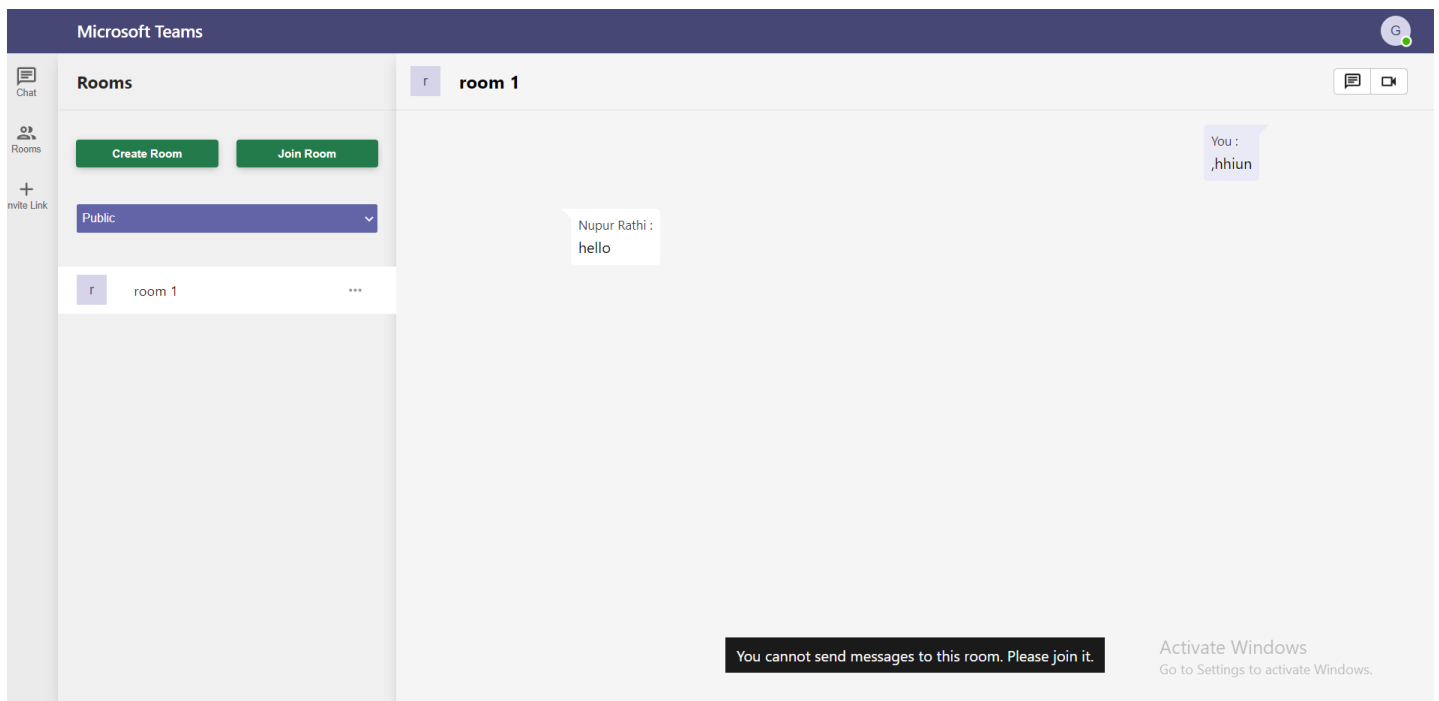 Microsoft Teams
G
Chat
Rooms
nvite Link
Rooms
Create Room
Join Room
Public
r
room 1
r
room 1
You :
,hhiun
Nupur Rathi :
hello
You cannot send messages to this room. Please join it.
Activate Windows
Go to Settings to activate Windows.